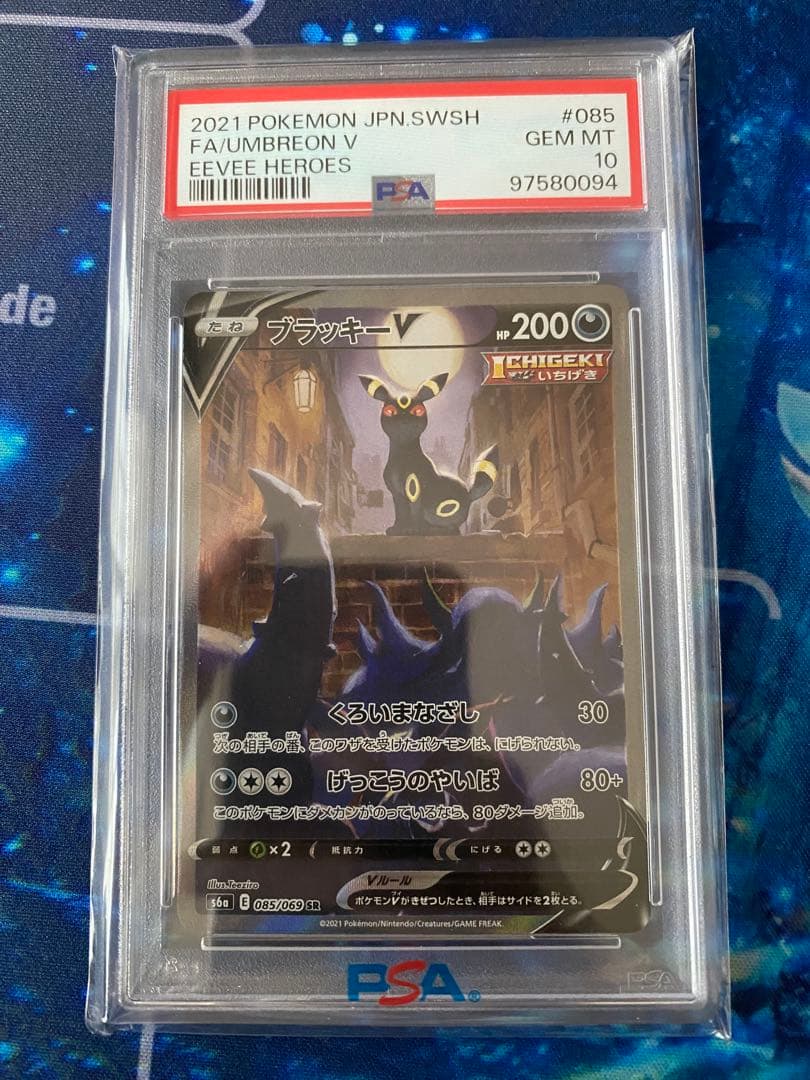 2021 POKEMON JPN.SWSH #085
FA/UMBREON V GEM MT
EEVEE HEROES 10
PSA 97580094
de
たね ブラッキーV HP 200
ICHIGEKI
いちげき
くろいまなざし 30
次の相手の番、このワザを受けたポケモンは、にげられない。
げっこうのやいば 80+
このポケモンにダメカンがのっているなら、80ダメージ追加。
弱点 ×2 抵抗力 にげる
Vルール
Illus.Teeziro
ポケモンVがきぜつしたとき、相手はサイドを2枚とる。
s6a E 085/069 SR
©2021 Pokémon/Nintendo/Creatures/GAME FREAK.
PSA®
PSA